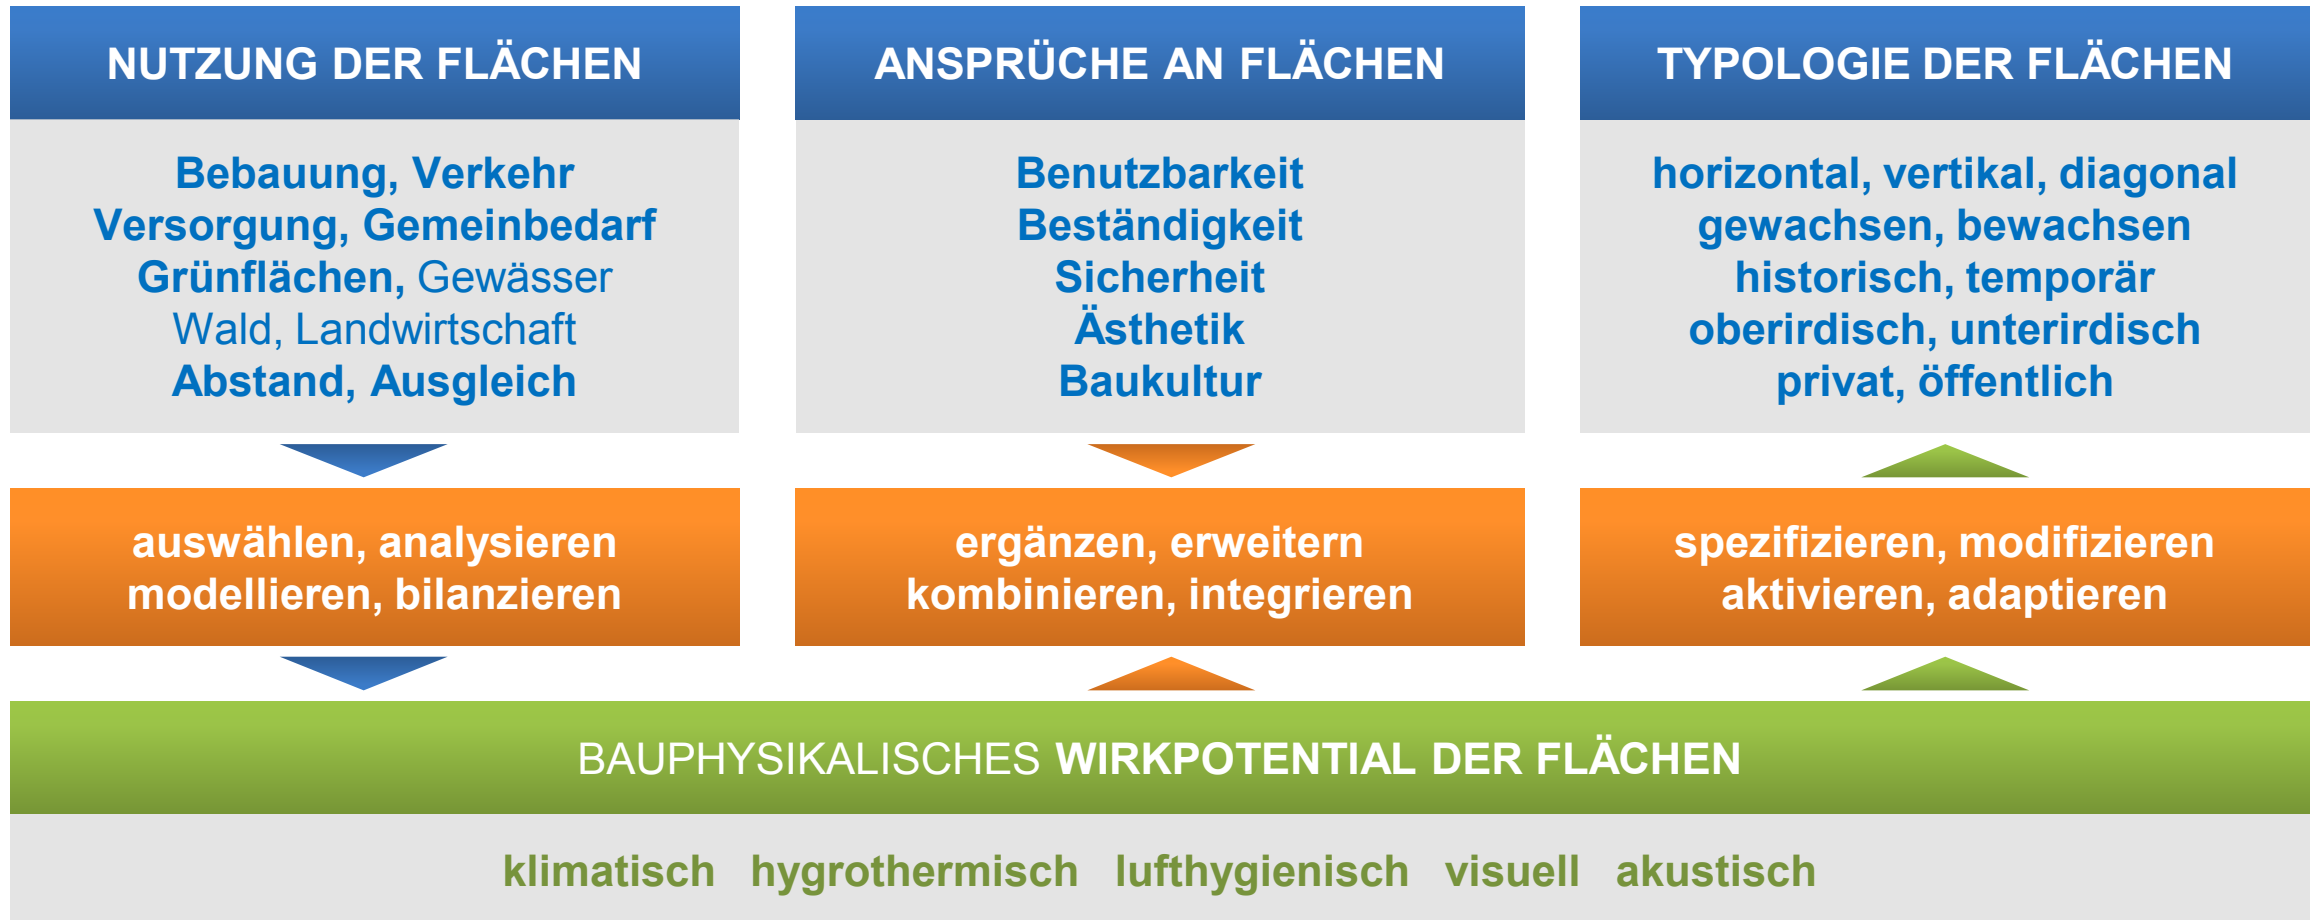 NUTZUNG DER FLÄCHEN
Bebauung, Verkehr
Versorgung, Gemeinbedarf
Grünflächen, Gewässer
Wald, Landwirtschaft
Abstand, Ausgleich
auswählen, analysieren
modellieren, bilanzieren
ANSPRÜCHE AN FLÄCHEN
Benutzbarkeit
Beständigkeit
Sicherheit
Ästhetik
Baukultur
ergänzen, erweitern
kombinieren, integrieren
TYPOLOGIE DER FLÄCHEN
horizontal, vertikal, diagonal
gewachsen, bewachsen
historisch, temporär
oberirdisch, unterirdisch
privat, öffentlich
spezifizieren, modifizieren
aktivieren, adaptieren
BAUPHYSIKALISCHES WIRKPOTENTIAL DER FLÄCHEN
klimatisch hygrothermisch lufthygienisch visuell akustisch